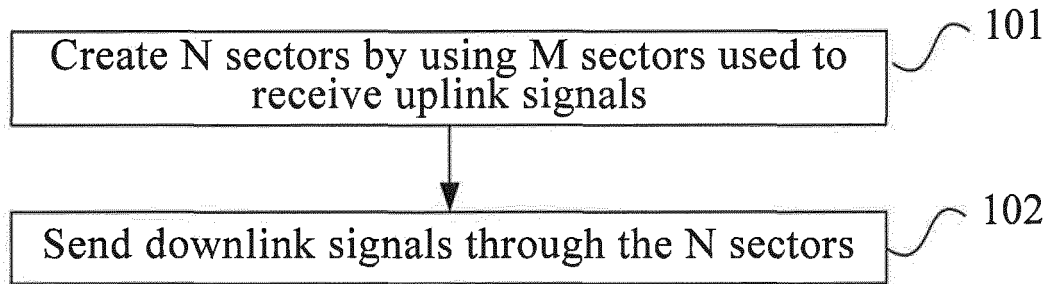 101
Create N sectors by using M sectors used to
receive uplink signals
102
Send downlink signals through the N sectors